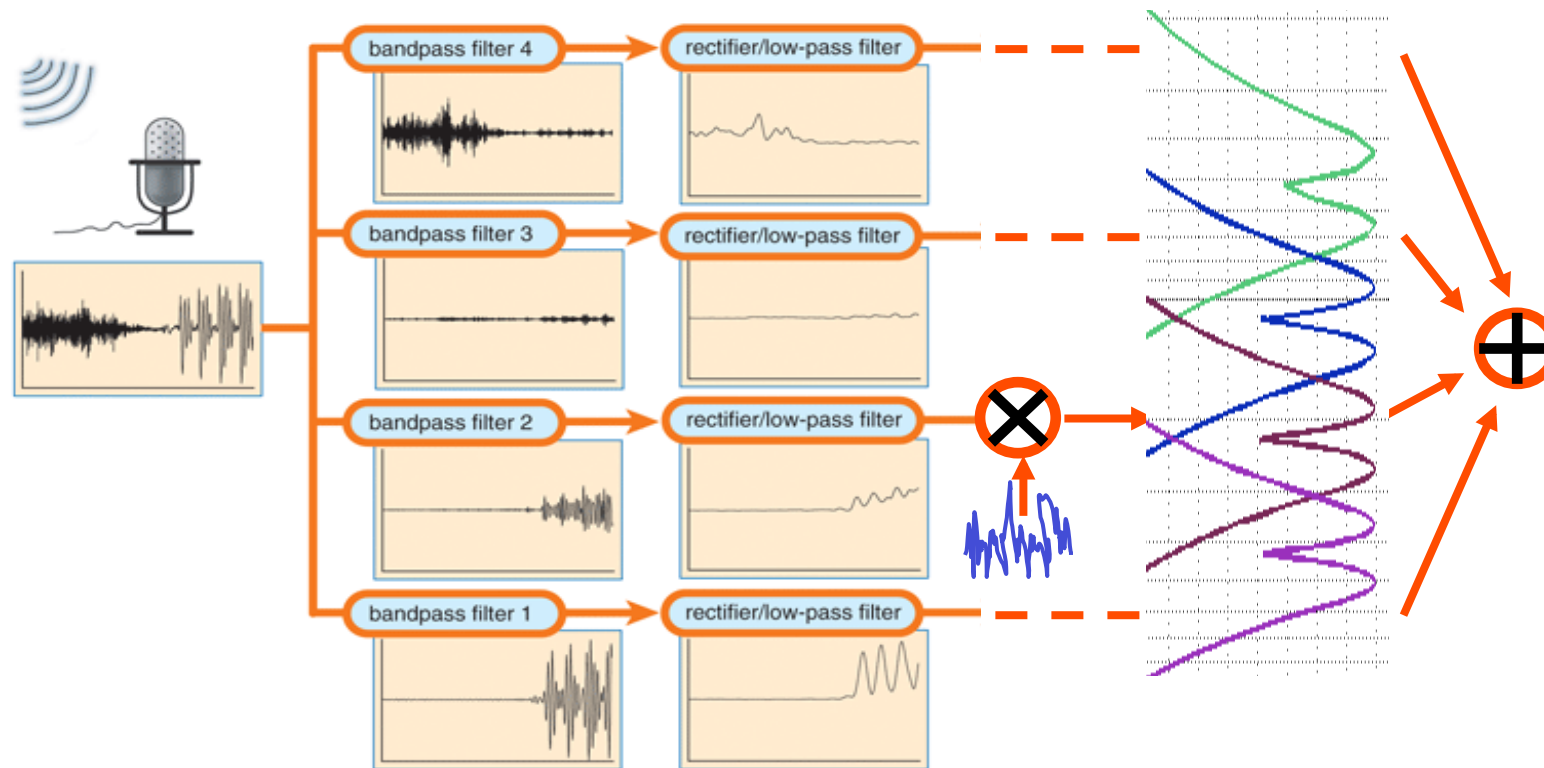 bandpass filter 4
rectifier/low-pass filter
bandpass filter 3
rectifier/low-pass filter
bandpass filter 2
rectifier/low-pass filter
bandpass filter 1
rectifier/low-pass filter